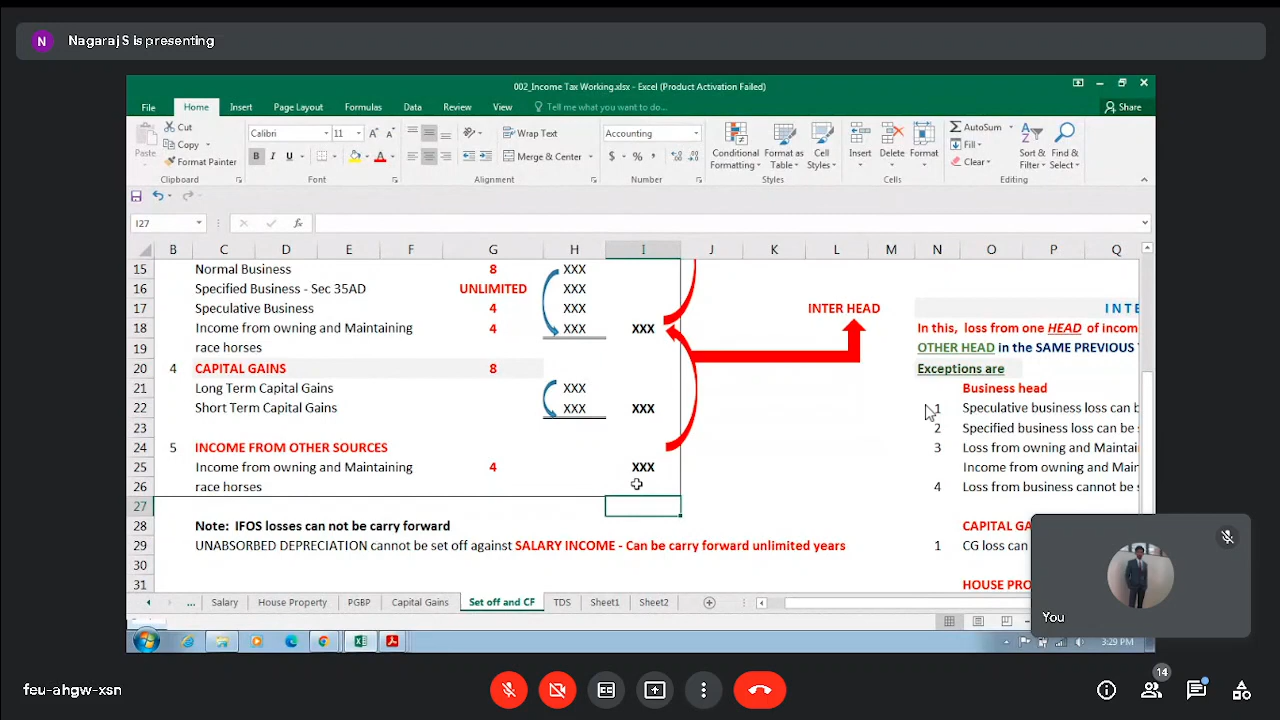 N Nagaraj S is presenting
002_Income Tax Working.xlsx - Excel (Product Activation Failed)
File Home Insert Page Layout Formulas Data Review View Tell me what you want to do... Share
Paste Cut Copy Format Painter
Calibri 11 Wrap Text Accounting
B I U Merge & Center $ %
Conditional Formatting Format as Table Cell Styles Insert Delete Format
AutoSum Fill Clear Sort & Filter Find & Select
Clipboard Font Alignment Number Styles Cells Editing
I27 fx
B C D E F G H I J K L M N O P Q
15 Normal Business 8 XXX
16 Specified Business - Sec 35AD UNLIMITED XXX
17 Speculative Business 4 XXX INTER HEAD I N T E
18 Income from owning and Maintaining 4 XXX XXX In this, loss from one HEAD of incom
19 race horses OTHER HEAD in the SAME PREVIOUS
20 4 CAPITAL GAINS 8 Exceptions are
21 Long Term Capital Gains XXX Business head
22 Short Term Capital Gains XXX XXX 1 Speculative business loss can b
23 2 Specified business loss can be
24 5 INCOME FROM OTHER SOURCES 3 Loss from owning and Maintai
25 Income from owning and Maintaining 4 XXX Income from owning and Main
26 race horses 4 Loss from business cannot be s
27
28 Note: IFOS losses can not be carry forward CAPITAL GA
29 UNABSORBED DEPRECIATION cannot be set off against SALARY INCOME - Can be carry forward unlimited years 1 CG loss can
30
31 HOUSE PRO
... Salary House Property PGBP Capital Gains Set off and CF TDS Sheet1 Sheet2
You
3:29 PM
feu-ahgw-xsn
14